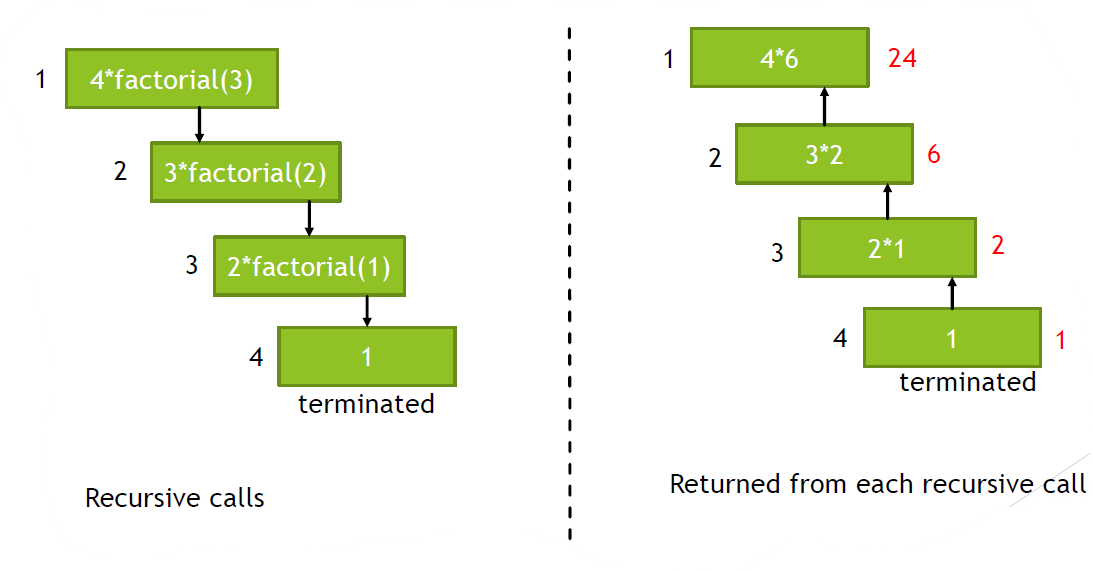 1 4*factorial(3)
2 3*factorial(2)
3 2*factorial(1)
4 1
terminated
Recursive calls
1 4*6 24
2 3*2 6
3 2*1 2
4 1 1
terminated
Returned from each recursive call